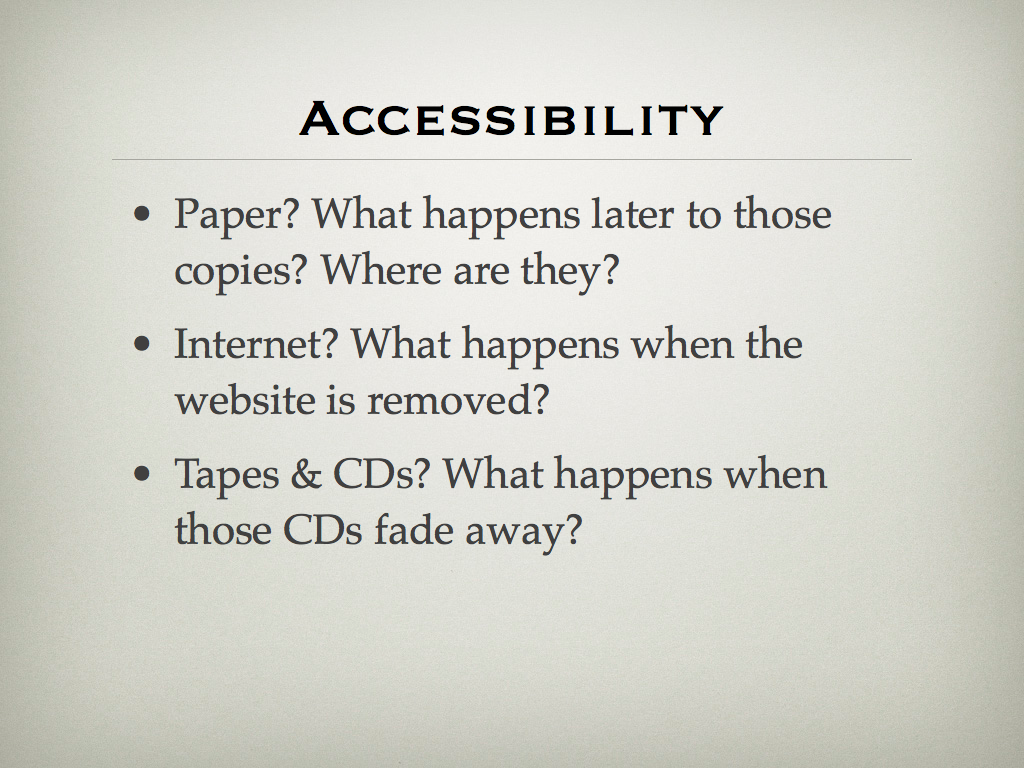 ACCESSIBILITY
• Paper? What happens later to those
copies? Where are they?
• Internet? What happens when the
website is removed?
• Tapes & CDs? What happens when
those CDs fade away?